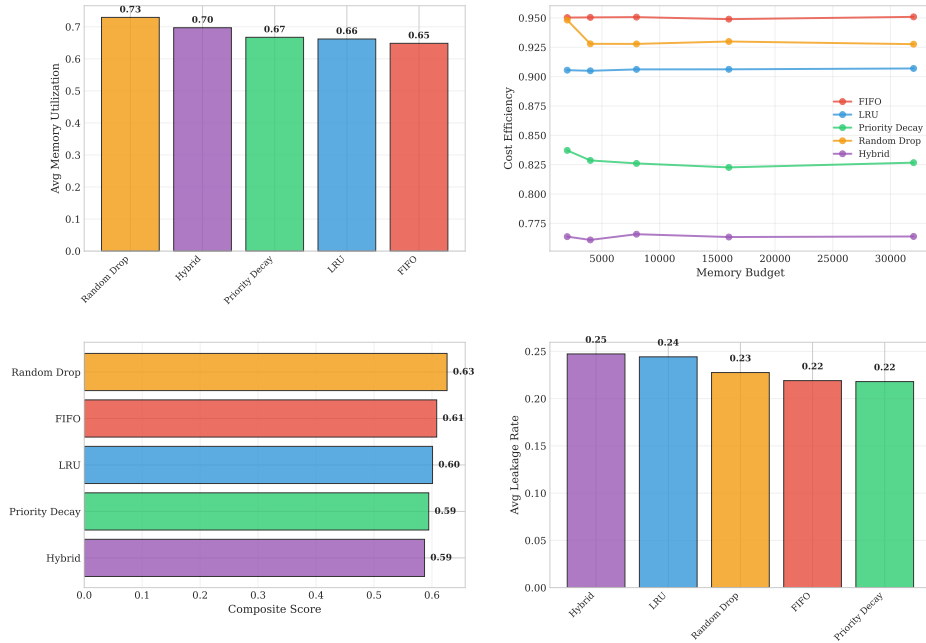 0.73
0.70
0.67
0.66
0.65
0.7
0.6
0.5
0.4
0.3
0.2
0.1
0.0
Avg Memory Utilization
Random Drop
Hybrid
Priority Decay
LRU
FIFO
0.950
0.925
0.900
0.875
0.850
0.825
0.800
0.775
Cost Efficiency
FIFO
LRU
Priority Decay
Random Drop
Hybrid
5000 10000 15000 20000 25000 30000
Memory Budget
Random Drop 0.63
FIFO 0.61
LRU 0.60
Priority Decay 0.59
Hybrid 0.59
0.0 0.1 0.2 0.3 0.4 0.5 0.6
Composite Score
0.25
0.24
0.23
0.22
0.22
0.25
0.20
0.15
0.10
0.05
0.00
Avg Leakage Rate
Hybrid
LRU
Random Drop
FIFO
Priority Decay